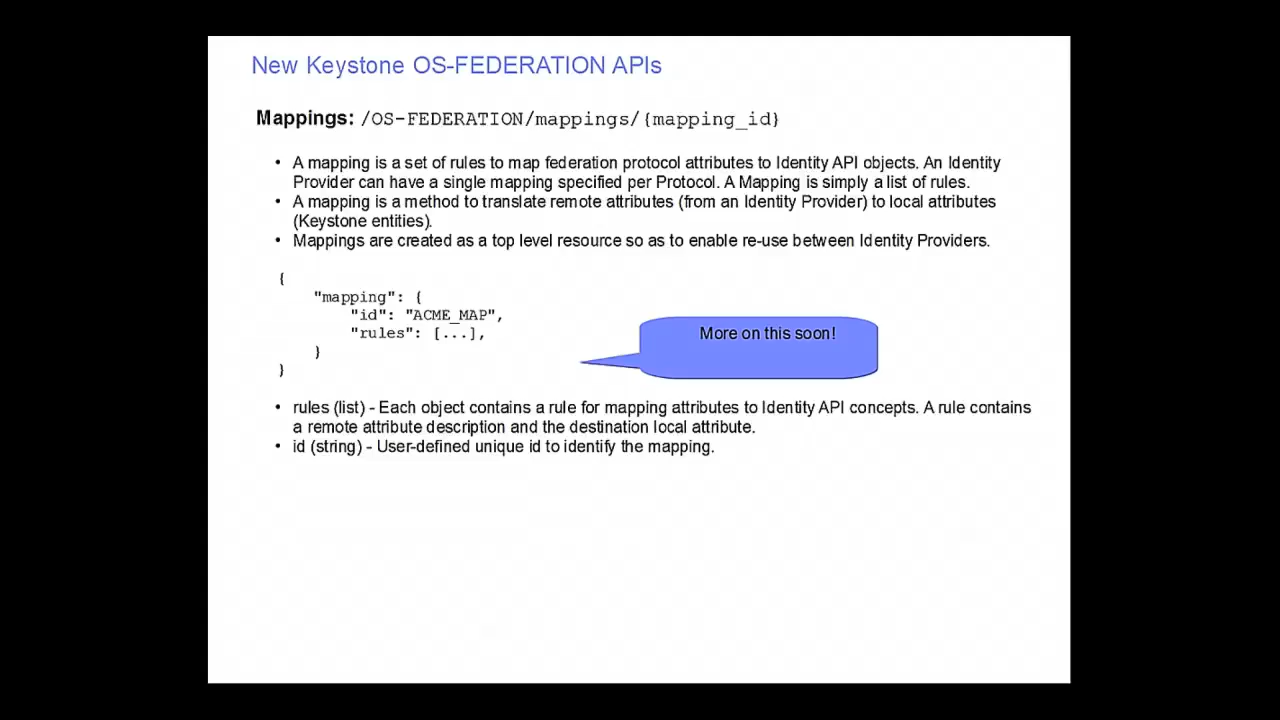 New Keystone OS-FEDERATION APIs
Mappings: /OS-FEDERATION/mappings/{mapping_id}
• A mapping is a set of rules to map federation protocol attributes to Identity API objects. An Identity
Provider can have a single mapping specified per Protocol. A Mapping is simply a list of rules.
• A mapping is a method to translate remote attributes (from an Identity Provider) to local attributes
(Keystone entities).
• Mappings are created as a top level resource so as to enable re-use between Identity Providers.
{
"mapping": {
"id": "ACME_MAP",
"rules": [...],
}
}
More on this soon!
• rules (list) - Each object contains a rule for mapping attributes to Identity API concepts. A rule contains
a remote attribute description and the destination local attribute.
• id (string) - User-defined unique id to identify the mapping.